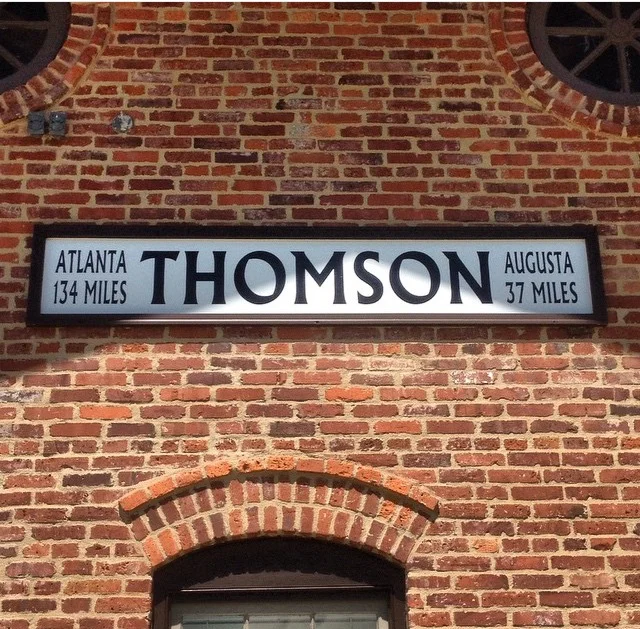 ATLANTA
134 MILES
THOMSON
AUGUSTA
37 MILES